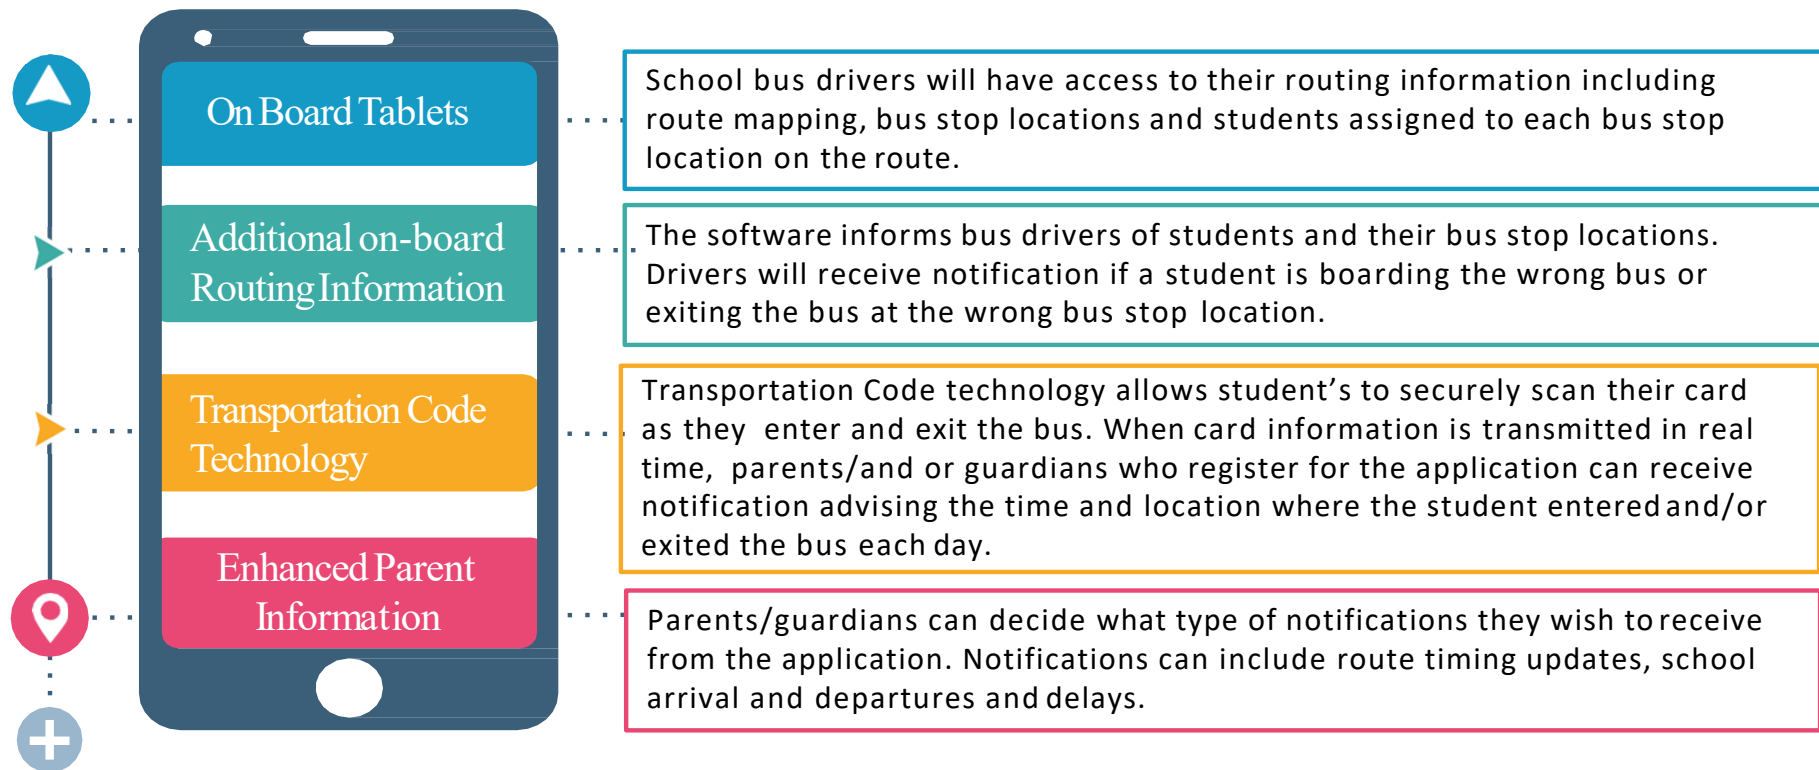 On Board Tablets
School bus drivers will have access to their routing information including
route mapping, bus stop locations and students assigned to each bus stop
location on the route.
Additional on-board
Routing Information
The software informs bus drivers of students and their bus stop locations.
Drivers will receive notification if a student is boarding the wrong bus or
exiting the bus at the wrong bus stop location.
Transportation Code
Technology
Transportation Code technology allows student’s to securely scan their card
as they enter and exit the bus. When card information is transmitted in real
time, parents/and or guardians who register for the application can receive
notification advising the time and location where the student entered and/or
exited the bus each day.
Enhanced Parent
Information
Parents/guardians can decide what type of notifications they wish to receive
from the application. Notifications can include route timing updates, school
arrival and departures and delays.